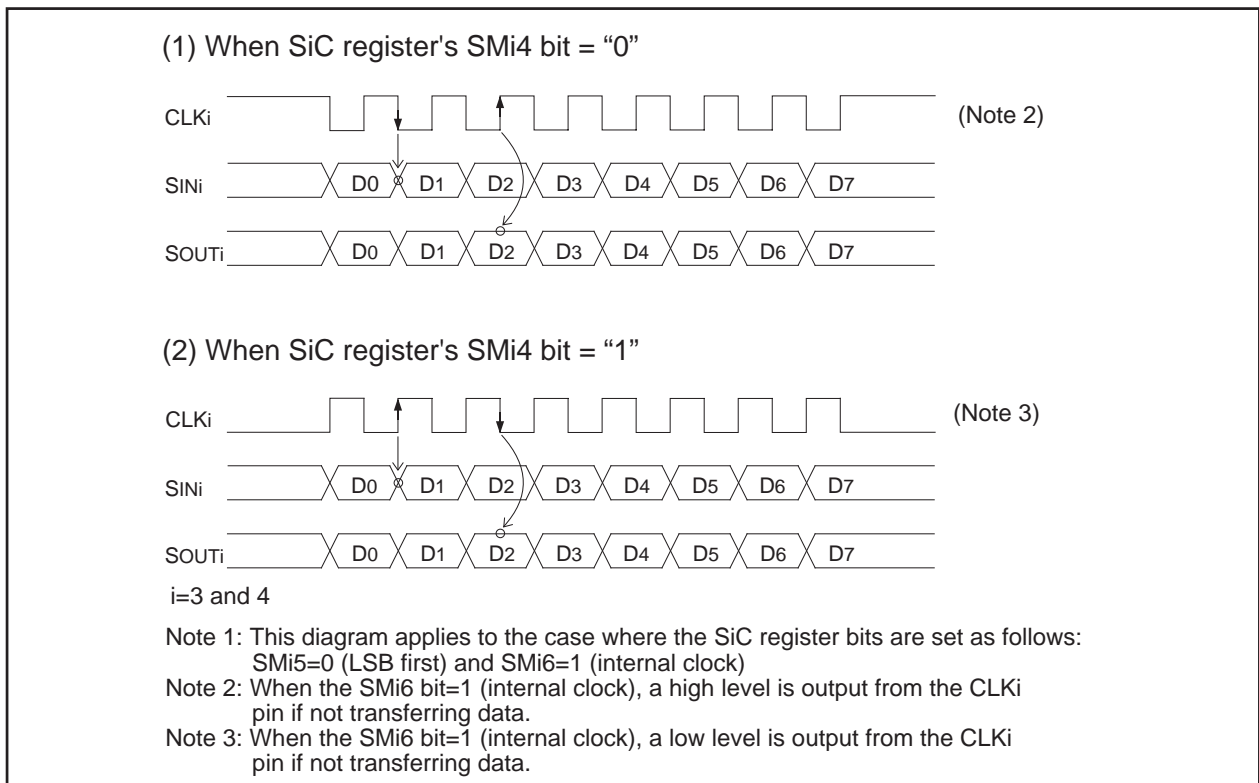 (1) When SiC register's SMi4 bit = “0”
CLKi
(Note 2)
SINi D0 D1 D2 D3 D4 D5 D6 D7
SOUTi D0 D1 D2 D3 D4 D5 D6 D7
(2) When SiC register's SMi4 bit = “1”
CLKi
(Note 3)
SINi D0 D1 D2 D3 D4 D5 D6 D7
SOUTi D0 D1 D2 D3 D4 D5 D6 D7
i=3 and 4
Note 1: This diagram applies to the case where the SiC register bits are set as follows:
SMi5=0 (LSB first) and SMi6=1 (internal clock)
Note 2: When the SMi6 bit=1 (internal clock), a high level is output from the CLKi
pin if not transferring data.
Note 3: When the SMi6 bit=1 (internal clock), a low level is output from the CLKi
pin if not transferring data.